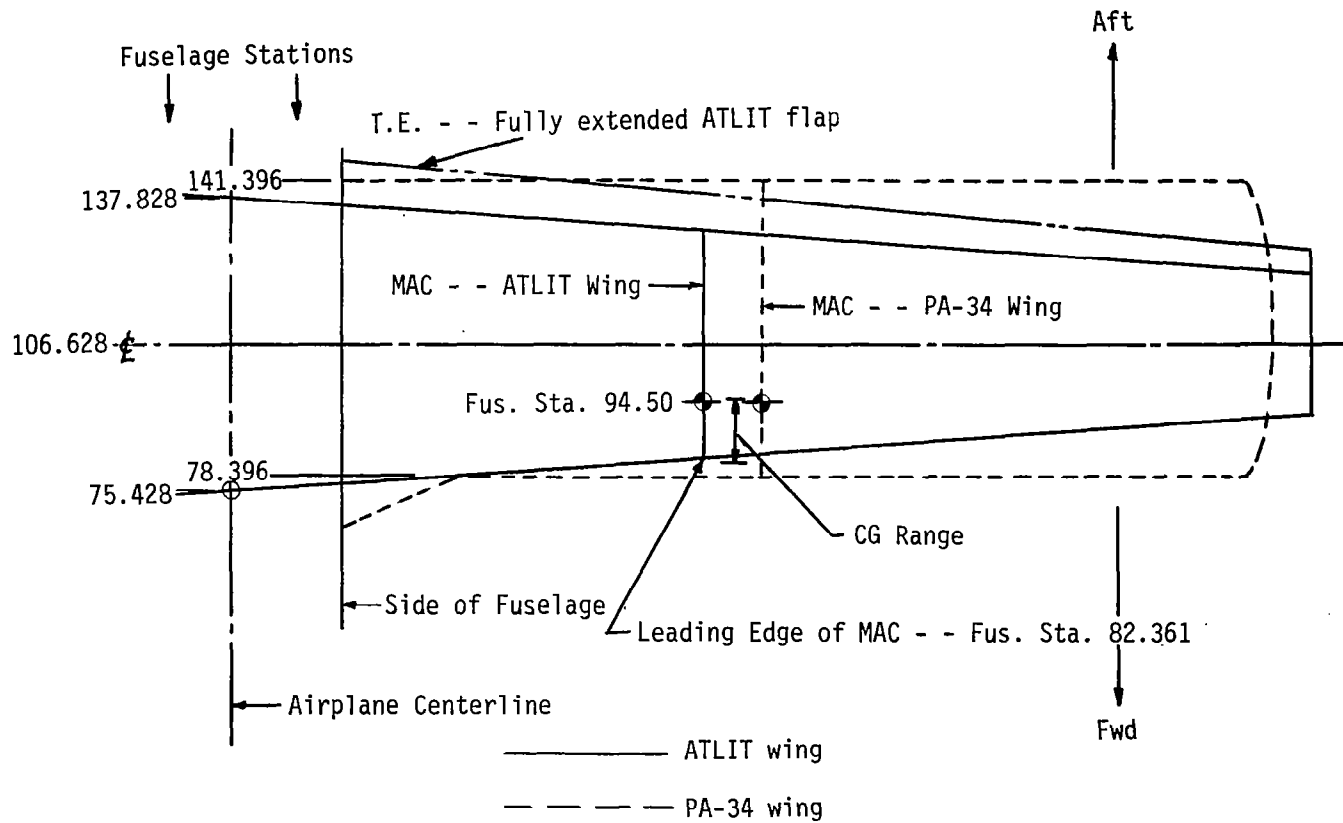 Aft
Fuselage Stations
T.E. - - Fully extended ATLIT flap
141.396
137.828
MAC - - ATLIT Wing
MAC - - PA-34 Wing
106.628 ℄
Fus. Sta. 94.50
78.396
75.428
CG Range
Side of Fuselage
Leading Edge of MAC - - Fus. Sta. 82.361
Airplane Centerline
Fwd
ATLIT wing
PA-34 wing